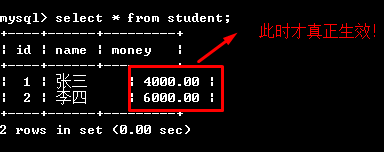 mysql> select * from student;
+----+------+---------+
| id | name | money   |
+----+------+---------+
|  1 | 张三 | 4000.00 |
|  2 | 李四 | 6000.00 |
+----+------+---------+
2 rows in set (0.00 sec)
此时才真正生效!